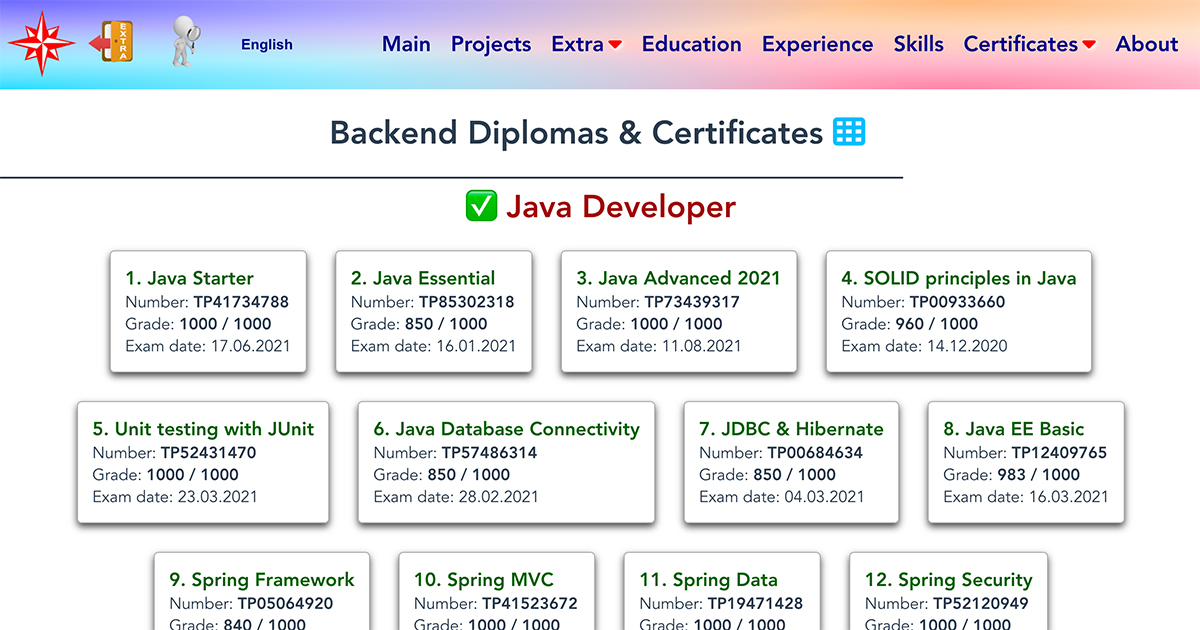 EXTRA
English
Main Projects Extra Education Experience Skills Certificates About
Backend Diplomas & Certificates
Java Developer
1. Java Starter
Number: TP41734788
Grade: 1000 / 1000
Exam date: 17.06.2021
2. Java Essential
Number: TP85302318
Grade: 850 / 1000
Exam date: 16.01.2021
3. Java Advanced 2021
Number: TP73439317
Grade: 1000 / 1000
Exam date: 11.08.2021
4. SOLID principles in Java
Number: TP00933660
Grade: 960 / 1000
Exam date: 14.12.2020
5. Unit testing with JUnit
Number: TP52431470
Grade: 1000 / 1000
Exam date: 23.03.2021
6. Java Database Connectivity
Number: TP57486314
Grade: 850 / 1000
Exam date: 28.02.2021
7. JDBC & Hibernate
Number: TP00684634
Grade: 850 / 1000
Exam date: 04.03.2021
8. Java EE Basic
Number: TP12409765
Grade: 983 / 1000
Exam date: 16.03.2021
9. Spring Framework
Number: TP05064920
Grade: 840 / 1000
10. Spring MVC
Number: TP41523672
Grade: 1000 / 1000
11. Spring Data
Number: TP19471428
Grade: 1000 / 1000
12. Spring Security
Number: TP52120949
Grade: 1000 / 1000